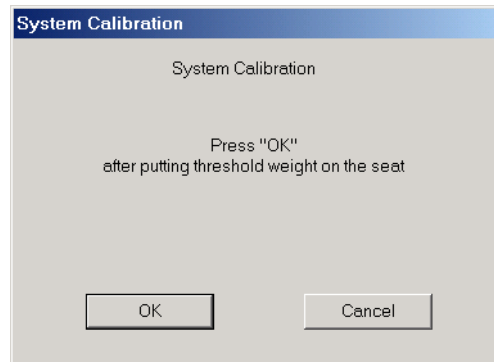 System Calibration
System Calibration
Press "OK"
after putting threshold weight on the seat
OK
Cancel